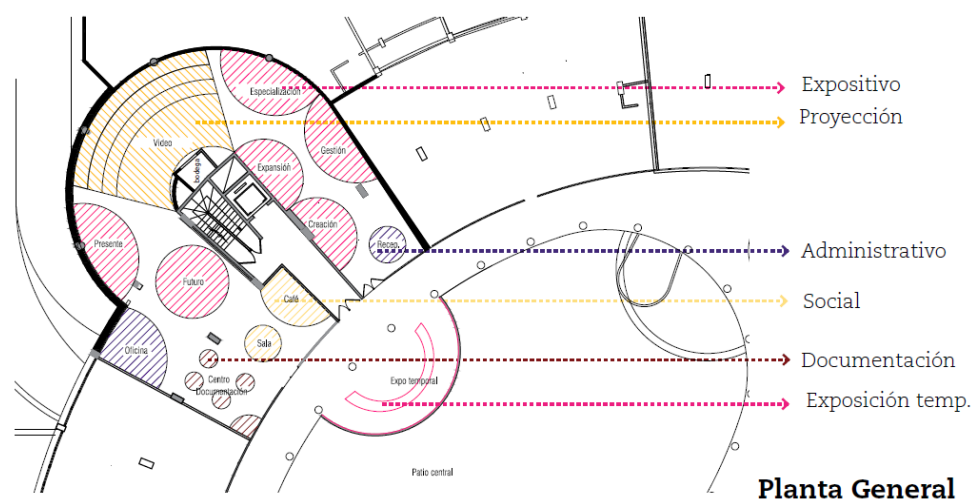 Especialización
Expositivo
Proyección
Video
Gestión
bodega
Expansión
Creación
Presente
Recep.
Administrativo
Futuro
Café
Social
Oficina
Sala
Documentación
Centro
Documentación
Expo temporal
Exposición temp.
Patio central
Planta General